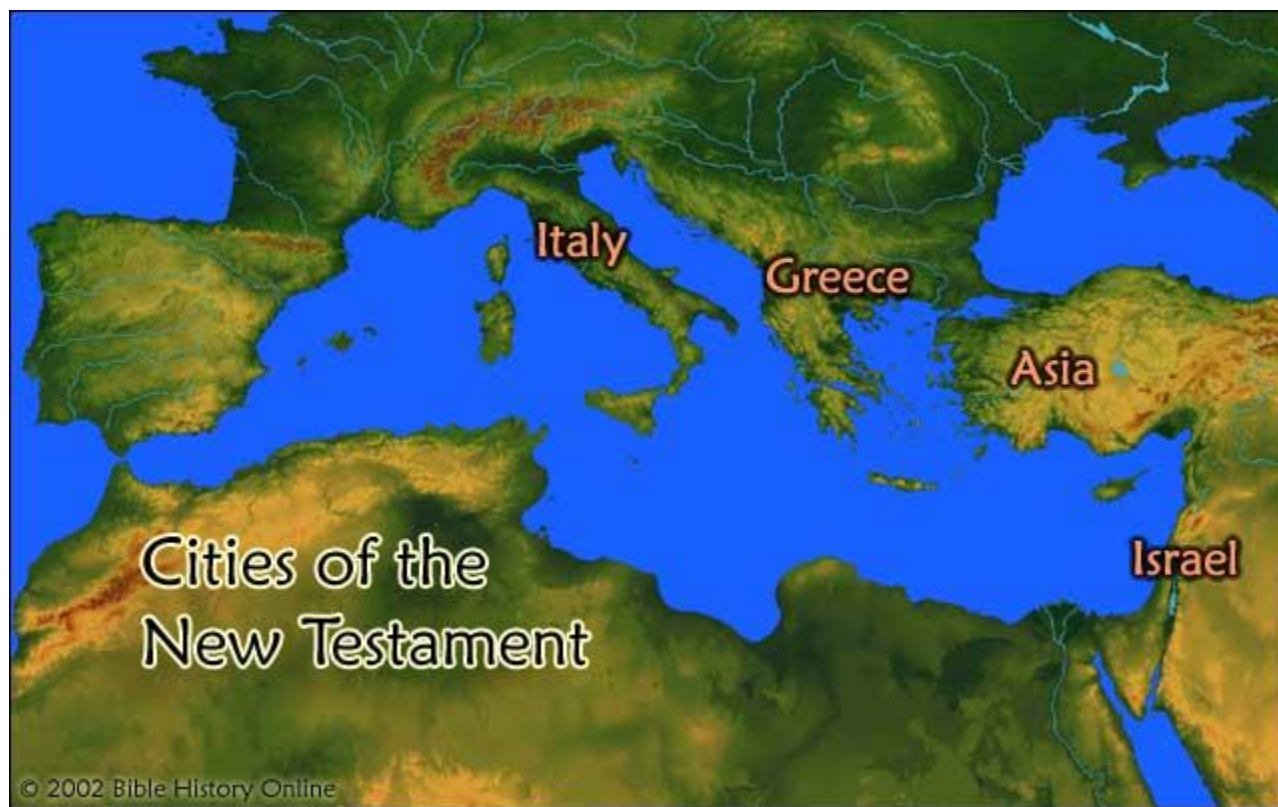 Italy
Greece
Asia
Israel
Cities of the
New Testament
© 2002 Bible History Online